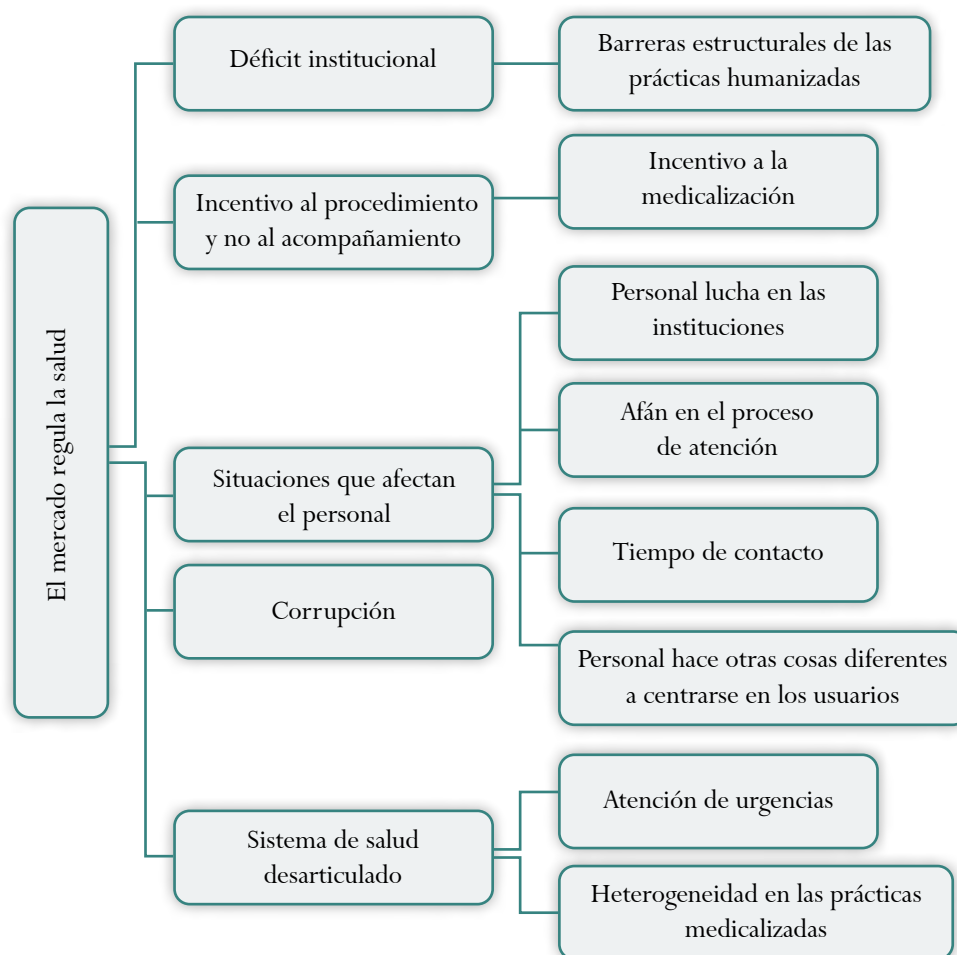 El mercado regula la salud
Déficit institucional
Barreras estructurales de las
prácticas humanizadas
Incentivo al procedimiento
y no al acompañamiento
Incentivo a la
medicalización
Situaciones que afectan
el personal
Personal lucha en las
instituciones
Afán en el proceso
de atención
Tiempo de contacto
Personal hace otras cosas diferentes
a centrarse en los usuarios
Corrupción
Sistema de salud
desarticulado
Atención de urgencias
Heterogeneidad en las prácticas
medicalizadas